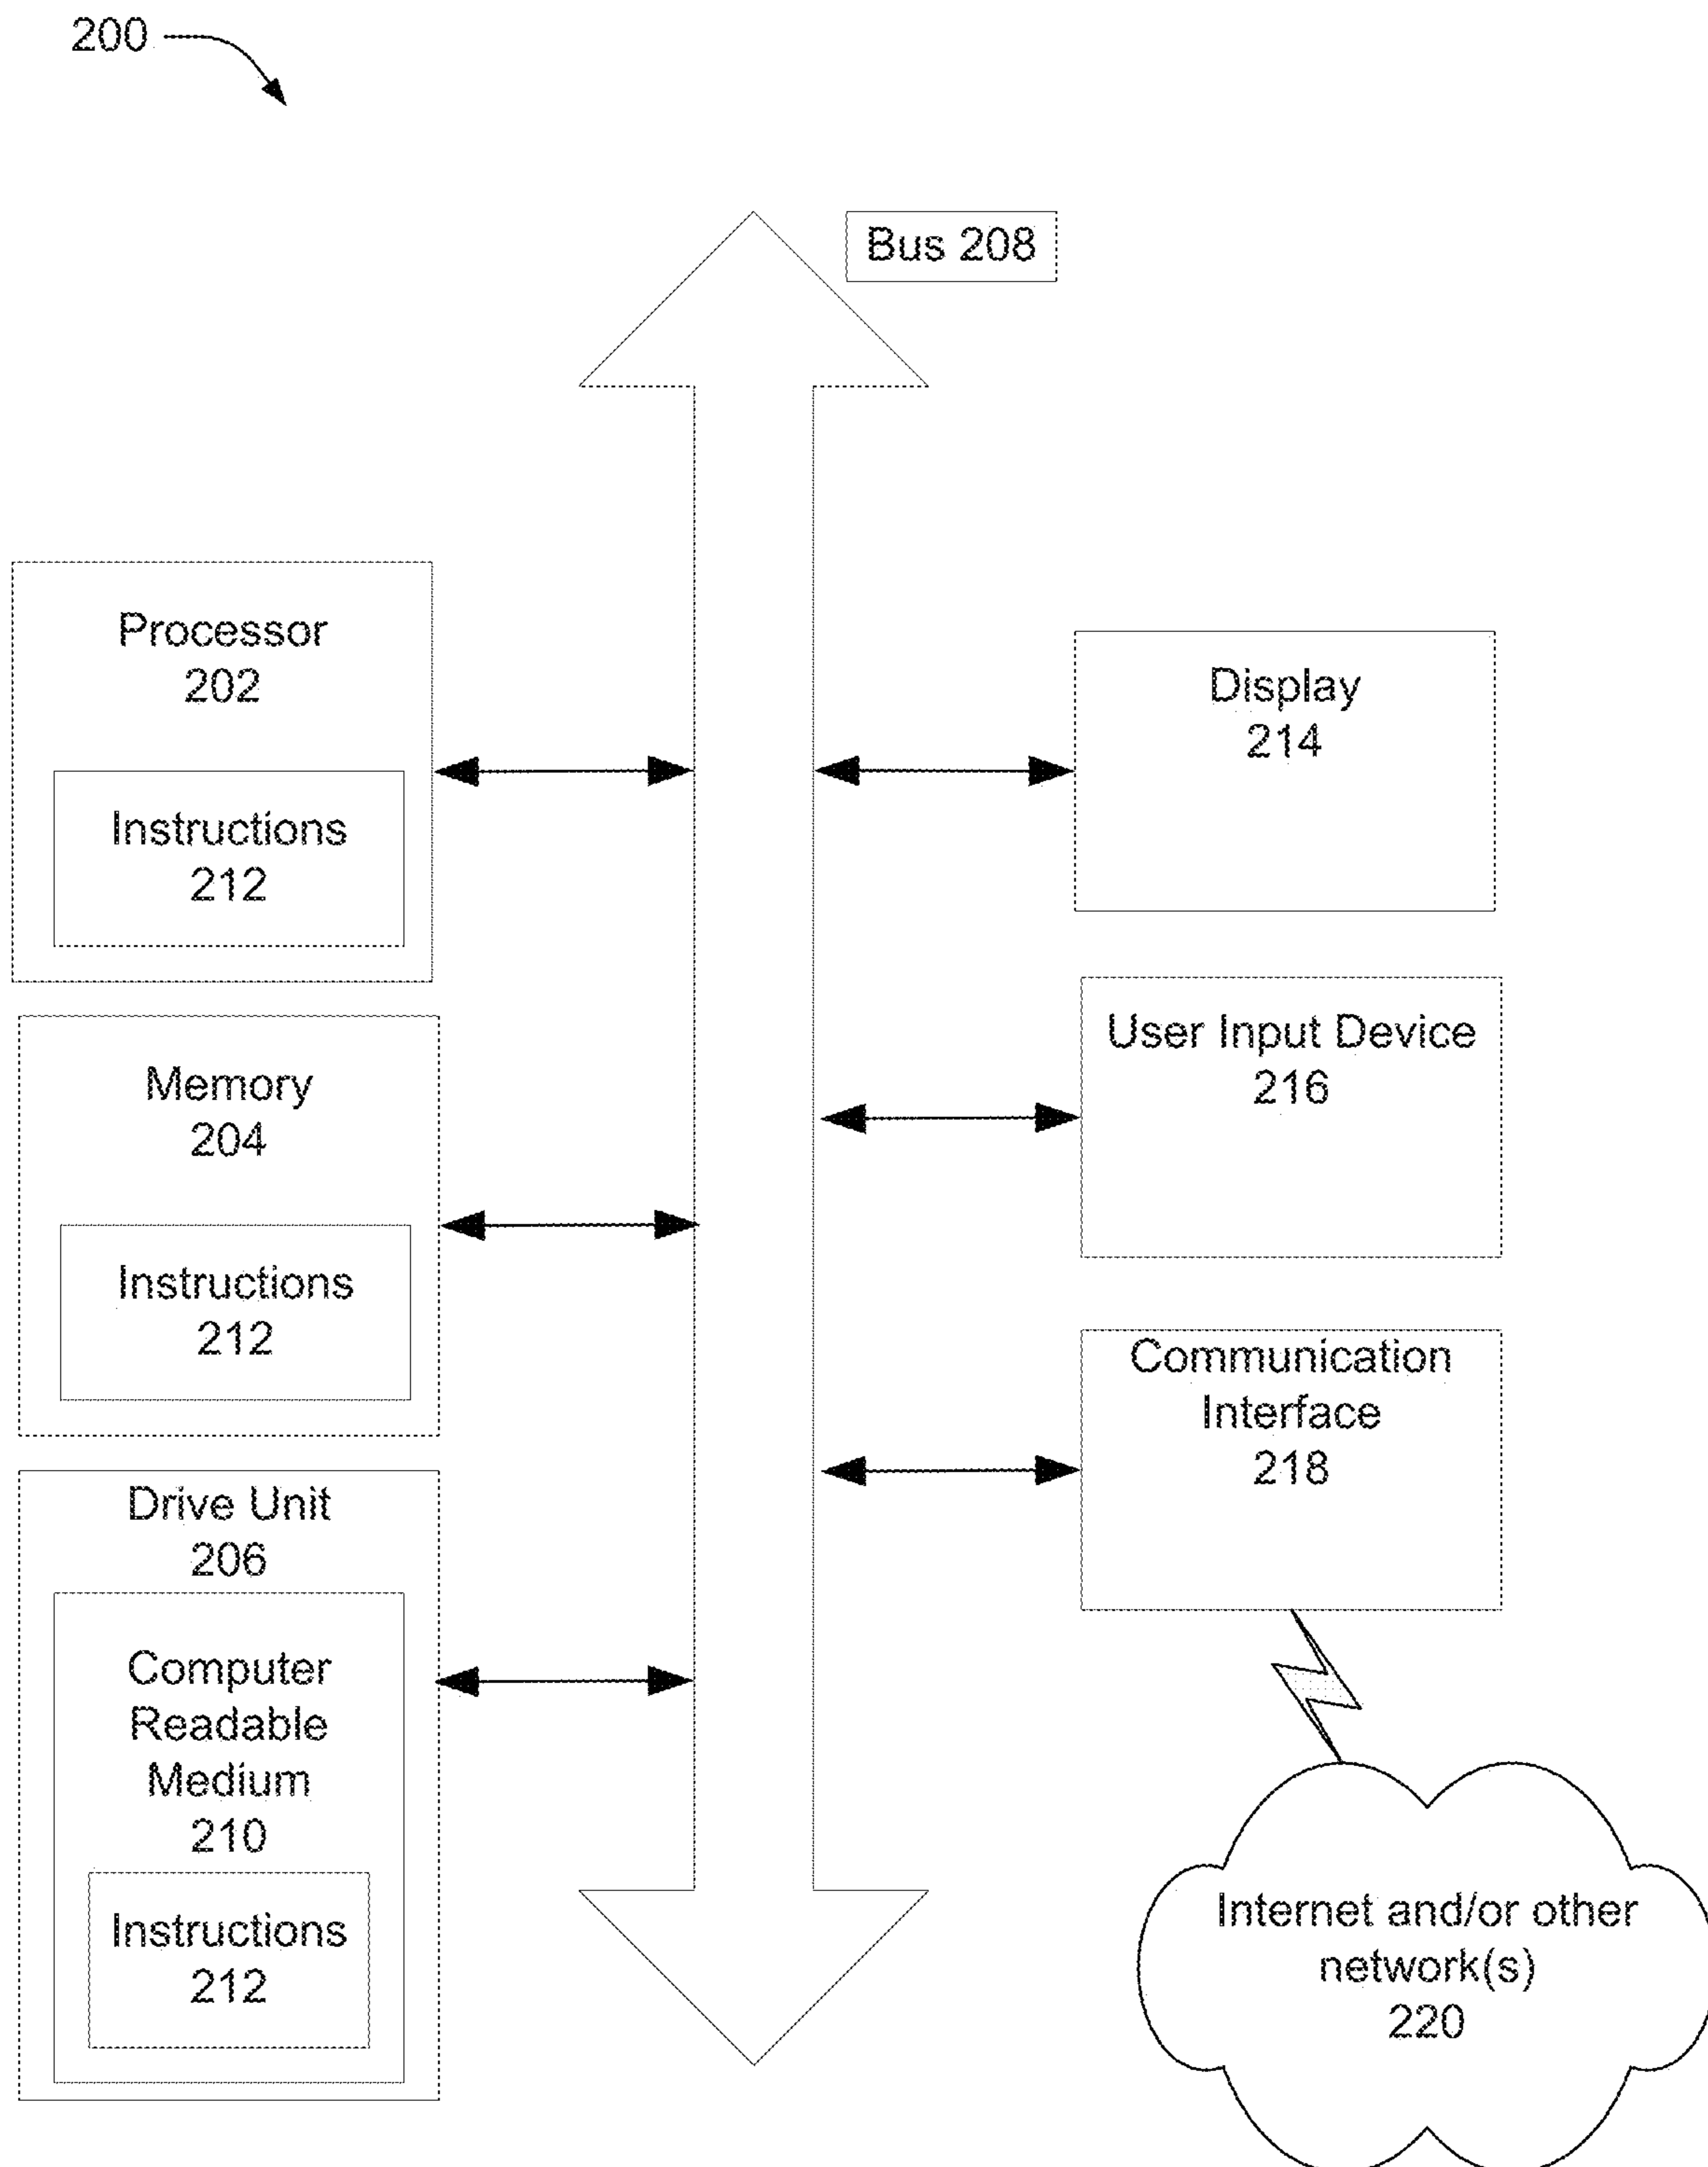 200
Bus 208
Processor
202
Instructions
212
Memory
204
Instructions
212
Drive Unit
206
Computer
Readable
Medium
210
Instructions
212
Display
214
User Input Device
216
Communication
Interface
218
Internet and/or other
network(s)
220